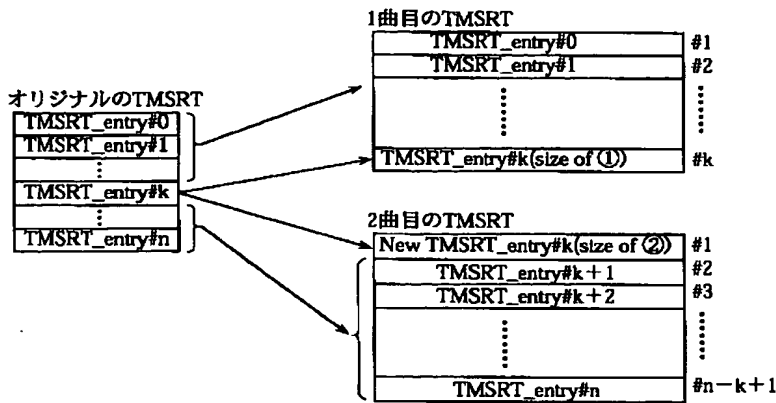 オリジナルのTMSRT
TMSRT_entry#0
TMSRT_entry#1
⋮
TMSRT_entry#k
⋮
TMSRT_entry#n
1曲目のTMSRT
TMSRT_entry#0 #1
TMSRT_entry#1 #2
⋮ ⋮
TMSRT_entry#k(size of ①) #k
2曲目のTMSRT
New TMSRT_entry#k(size of ②) #1
TMSRT_entry#k+1 #2
TMSRT_entry#k+2 #3
⋮ ⋮
TMSRT_entry#n #n−k+1